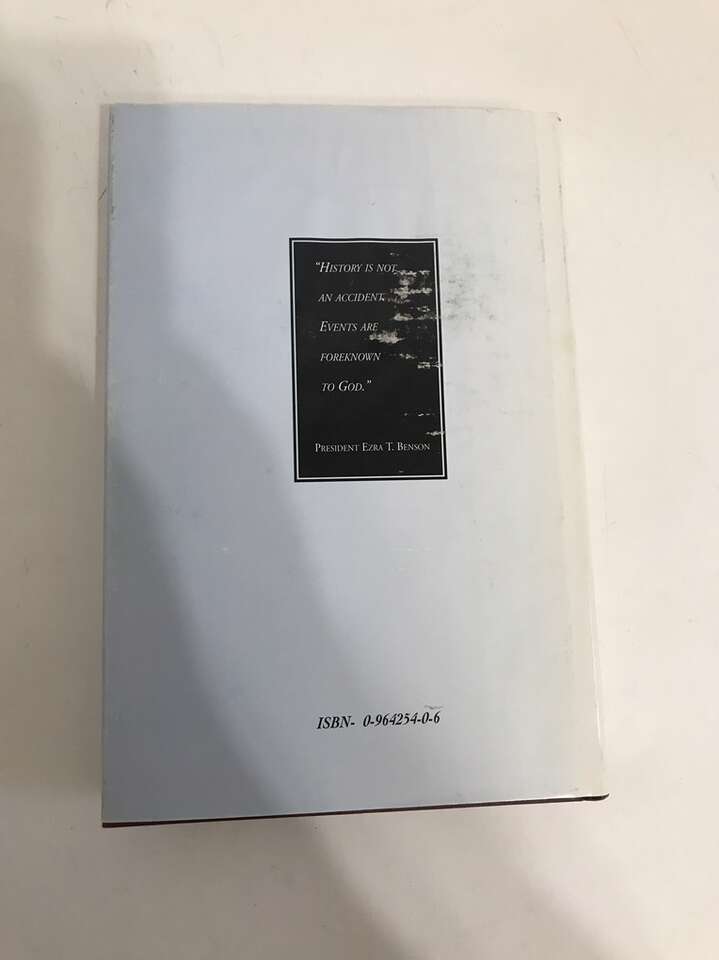 "HISTORY IS NOT
AN ACCIDENT.
EVENTS ARE
FOREKNOWN
TO GOD."
PRESIDENT EZRA T. BENSON
ISBN- 0-964254-0-6